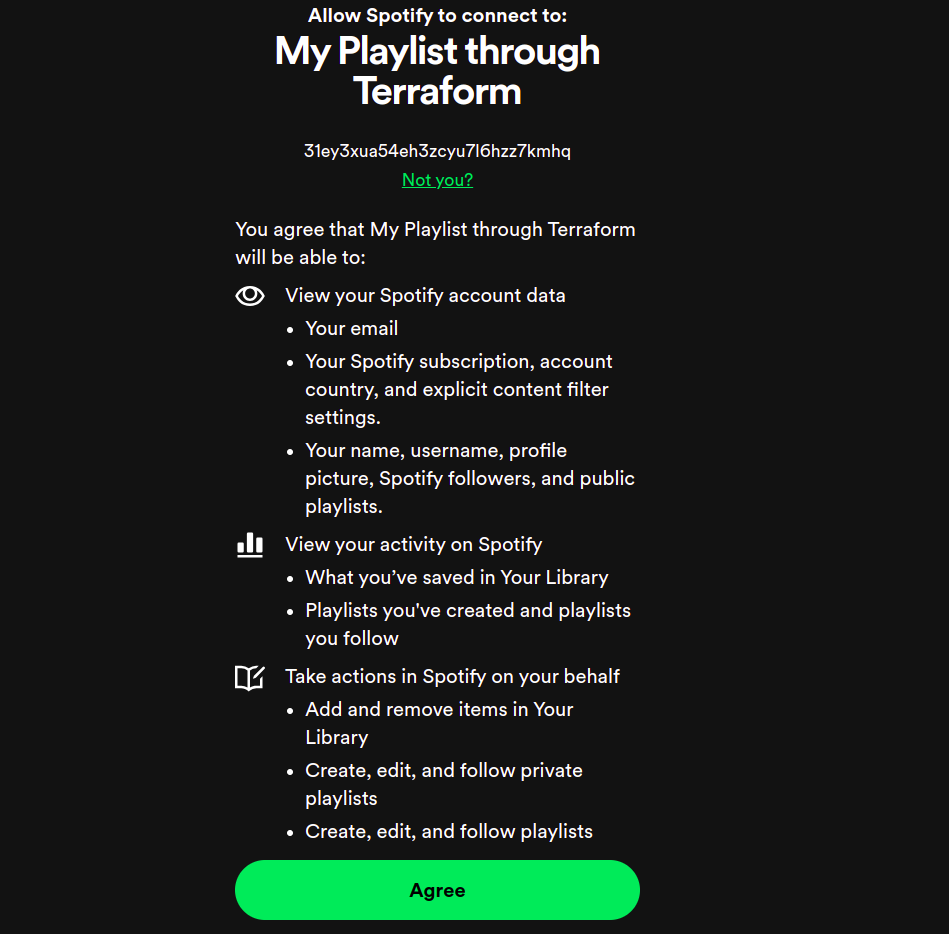 Allow Spotify to connect to:
My Playlist through
Terraform
31ey3xua54eh3zcyu7l6hzz7kmhq
Not you?
You agree that My Playlist through Terraform
will be able to:
View your Spotify account data
• Your email
• Your Spotify subscription, account
country, and explicit content filter
settings.
• Your name, username, profile
picture, Spotify followers, and public
playlists.
View your activity on Spotify
• What you’ve saved in Your Library
• Playlists you've created and playlists
you follow
Take actions in Spotify on your behalf
• Add and remove items in Your
Library
• Create, edit, and follow private
playlists
• Create, edit, and follow playlists
Agree